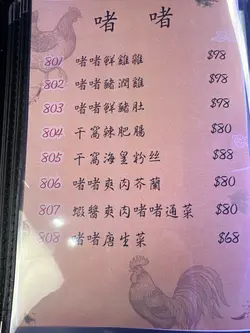 啫啫
801 啫啫鮮雞雜 $98
802 啫啫豬潤雞 $98
803 啫啫鮮豬肚 $98
804 干窩辣肥腸 $80
805 干窩海皇粉丝 $88
806 啫啫爽肉芥蘭 $80
807 蝦醬爽肉啫啫通菜 $80
808 啫啫唐生菜 $68